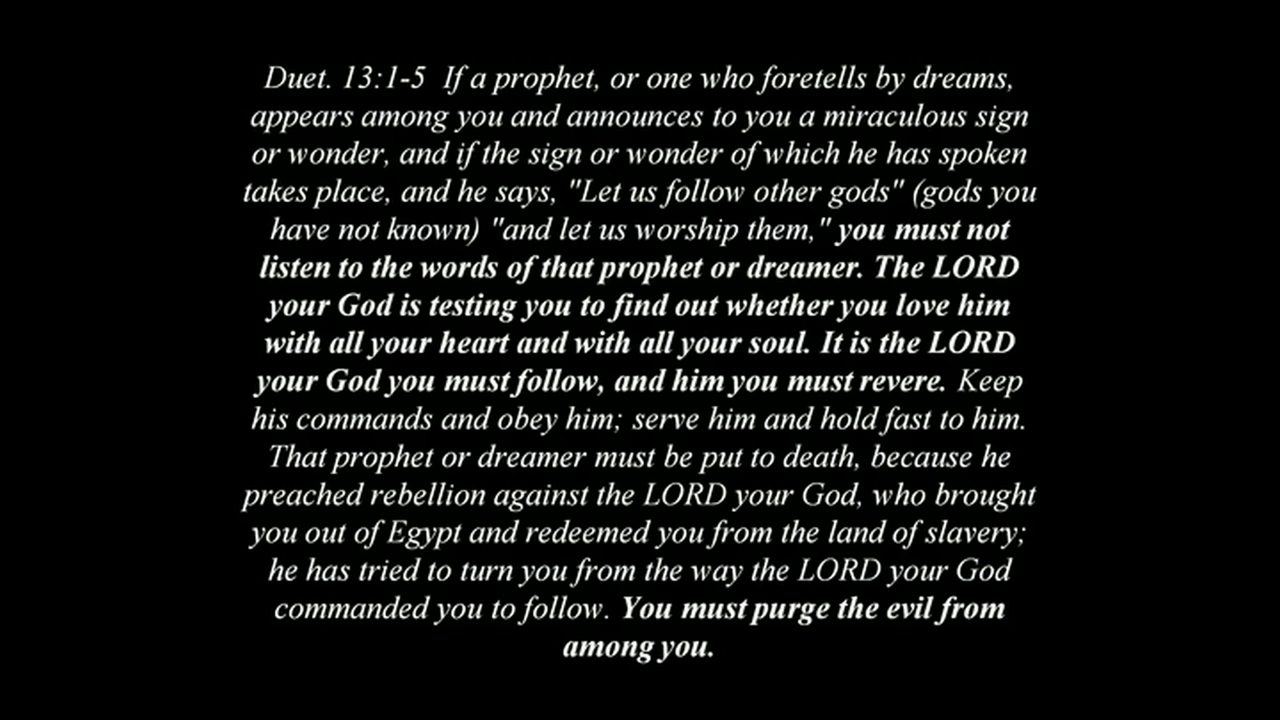 Duet. 13:1-5 If a prophet, or one who foretells by dreams,
appears among you and announces to you a miraculous sign
or wonder, and if the sign or wonder of which he has spoken
takes place, and he says, "Let us follow other gods" (gods you
have not known) "and let us worship them," you must not
listen to the words of that prophet or dreamer. The LORD
your God is testing you to find out whether you love him
with all your heart and with all your soul. It is the LORD
your God you must follow, and him you must revere. Keep
his commands and obey him; serve him and hold fast to him.
That prophet or dreamer must be put to death, because he
preached rebellion against the LORD your God, who brought
you out of Egypt and redeemed you from the land of slavery;
he has tried to turn you from the way the LORD your God
commanded you to follow. You must purge the evil from
among you.